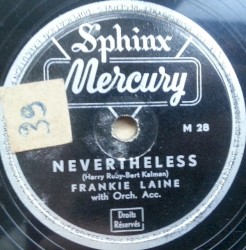 Sphinx
Mercury
39
M 28
NEVERTHELESS
(Harry Ruby-Bert Kalman)
FRANKIE LAINE
with Orch. Acc.
Droits
Réservés